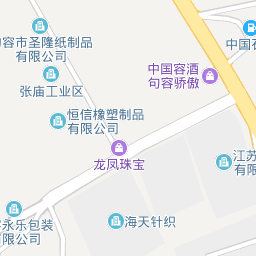 句容市圣隆纸制品
有限公司
张庙工业区
中国容酒
句容骄傲
中国石
恒信橡塑制品
有限公司
龙凤珠宝
江苏
有限
永乐包装
有限公司
海天针织